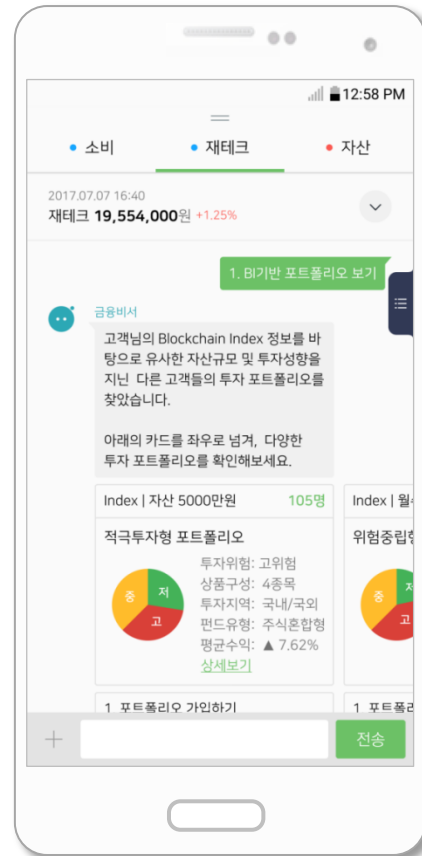 12:58 PM
소비
재테크
자산
2017.07.07 16:40
재테크 19,554,000원 +1.25%
1. BI기반 포트폴리오 보기
금융비서
고객님의 Blockchain Index 정보를 바
탕으로 유사한 자산규모 및 투자성향을
지닌 다른 고객들의 투자 포트폴리오를
찾았습니다.
아래의 카드를 좌우로 넘겨, 다양한
투자 포트폴리오를 확인해보세요.
Index | 자산 5000만원 105명
적극투자형 포트폴리오
중 저 고
투자위험: 고위험
상품구성: 4종목
투자지역: 국내/국외
펀드유형: 주식혼합형
평균수익: ▲ 7.62%
상세보기
1. 포트폴리오 가입하기
Index |
위험중립
중
고
1. 포트폴
전송